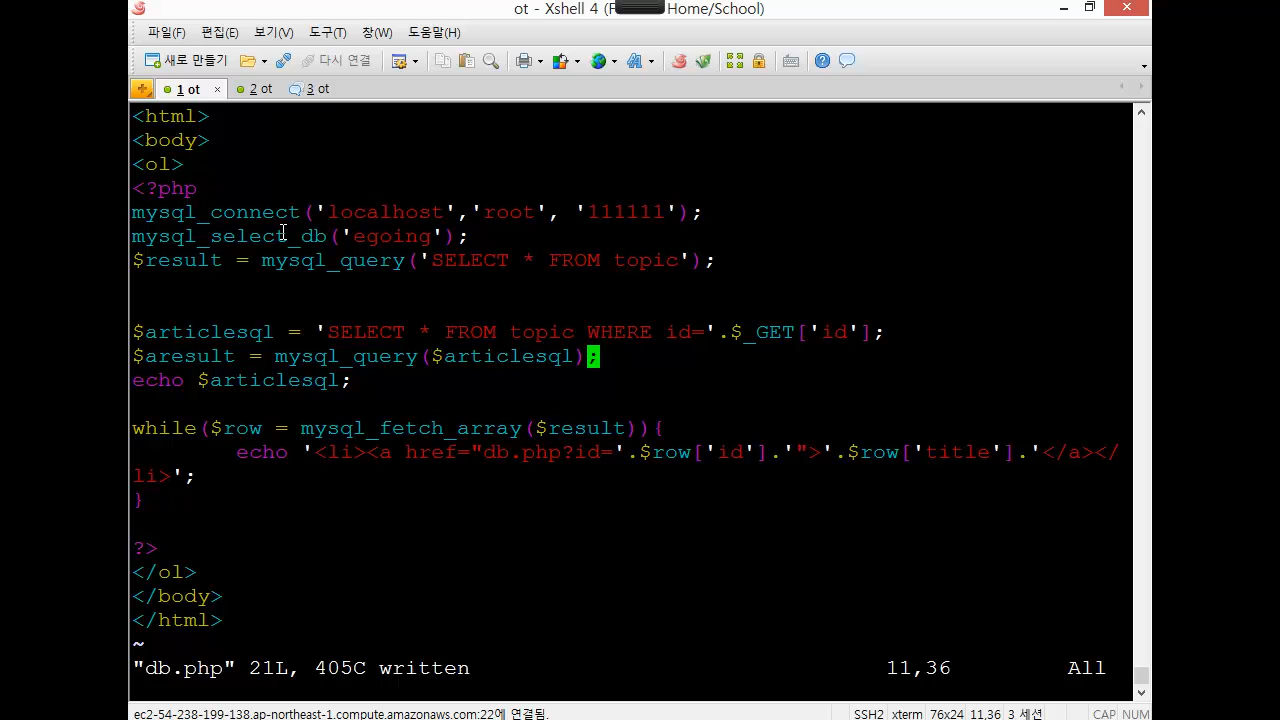 ot - Xshell 4 (F Home/School)
파일(F) 편집(E) 보기(V) 도구(T) 창(W) 도움말(H)
새로 만들기 다시 연결
1 ot × 2 ot 3 ot
<html>
<body>
<ol>
<?php
mysql_connect('localhost','root', '111111');
mysql_select_db('egoing');
$result = mysql_query('SELECT * FROM topic');
$articlesql = 'SELECT * FROM topic WHERE id='.$_GET['id'];
$aresult = mysql_query($articlesql);
echo $articlesql;
while($row = mysql_fetch_array($result)){
echo '<li><a href="db.php?id='.$row['id'].'">'.$row['title'].'</a></
li>';
}
?>
</ol>
</body>
</html>
~
"db.php" 21L, 405C written 11,36 All
ec2-54-238-199-138.ap-northeast-1.compute.amazonaws.com:22에 연결됨. SSH2 xterm 76x24 11,36 3 세션 CAP NUM